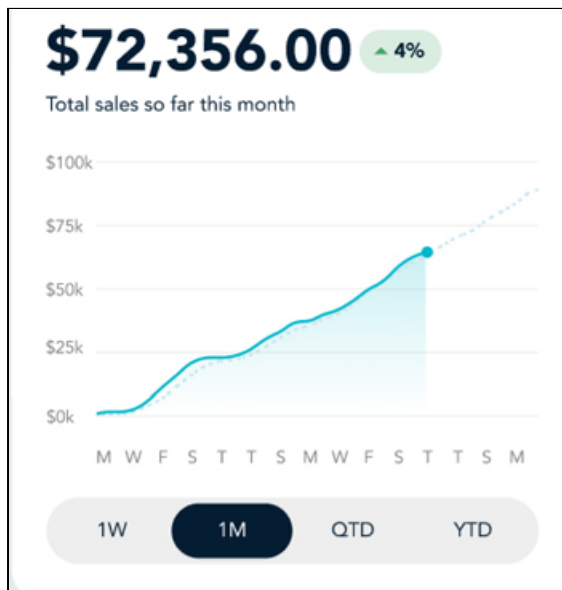 $72,356.00 4%
Total sales so far this month
$100k
$75k
$50k
$25k
$0k
M W F S T T S M W F S T T S M
1W 1M QTD YTD